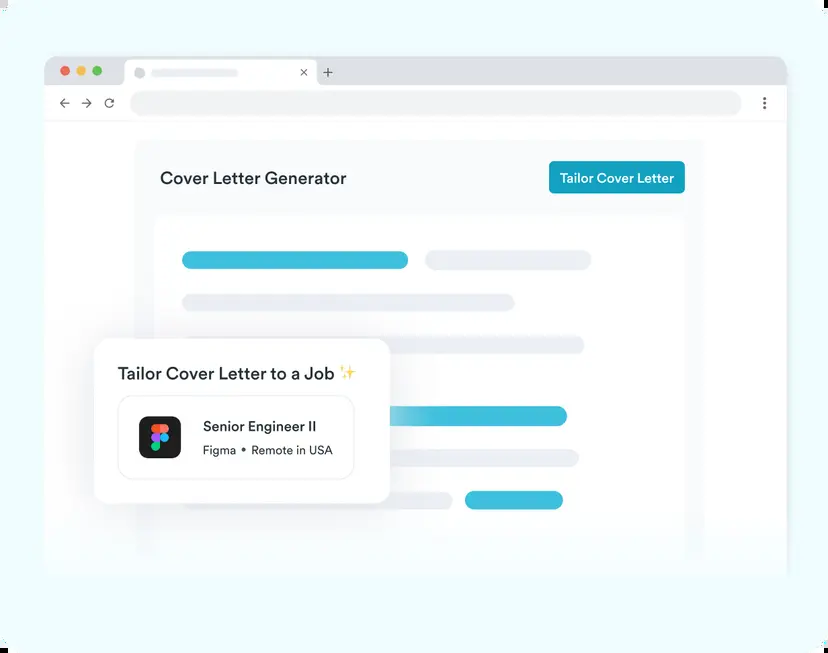 Cover Letter Generator
Tailor Cover Letter
Tailor Cover Letter to a Job ✨
Senior Engineer II
Figma • Remote in USA